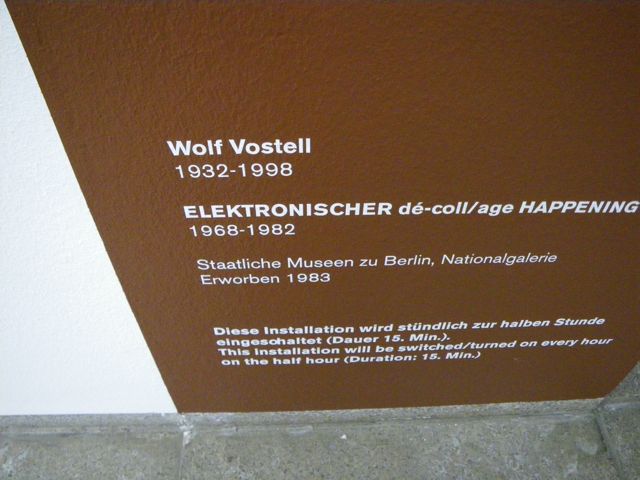 Wolf Vostell
1932-1998
ELEKTRONISCHER dé-coll/age HAPPENING
1968-1982
Staatliche Museen zu Berlin, Nationalgalerie
Erworben 1983
Diese Installation wird stündlich zur halben Stunde
eingeschaltet (Dauer 15. Min.).
This installation will be switched/turned on every hour
on the half hour (Duration: 15. Min.)